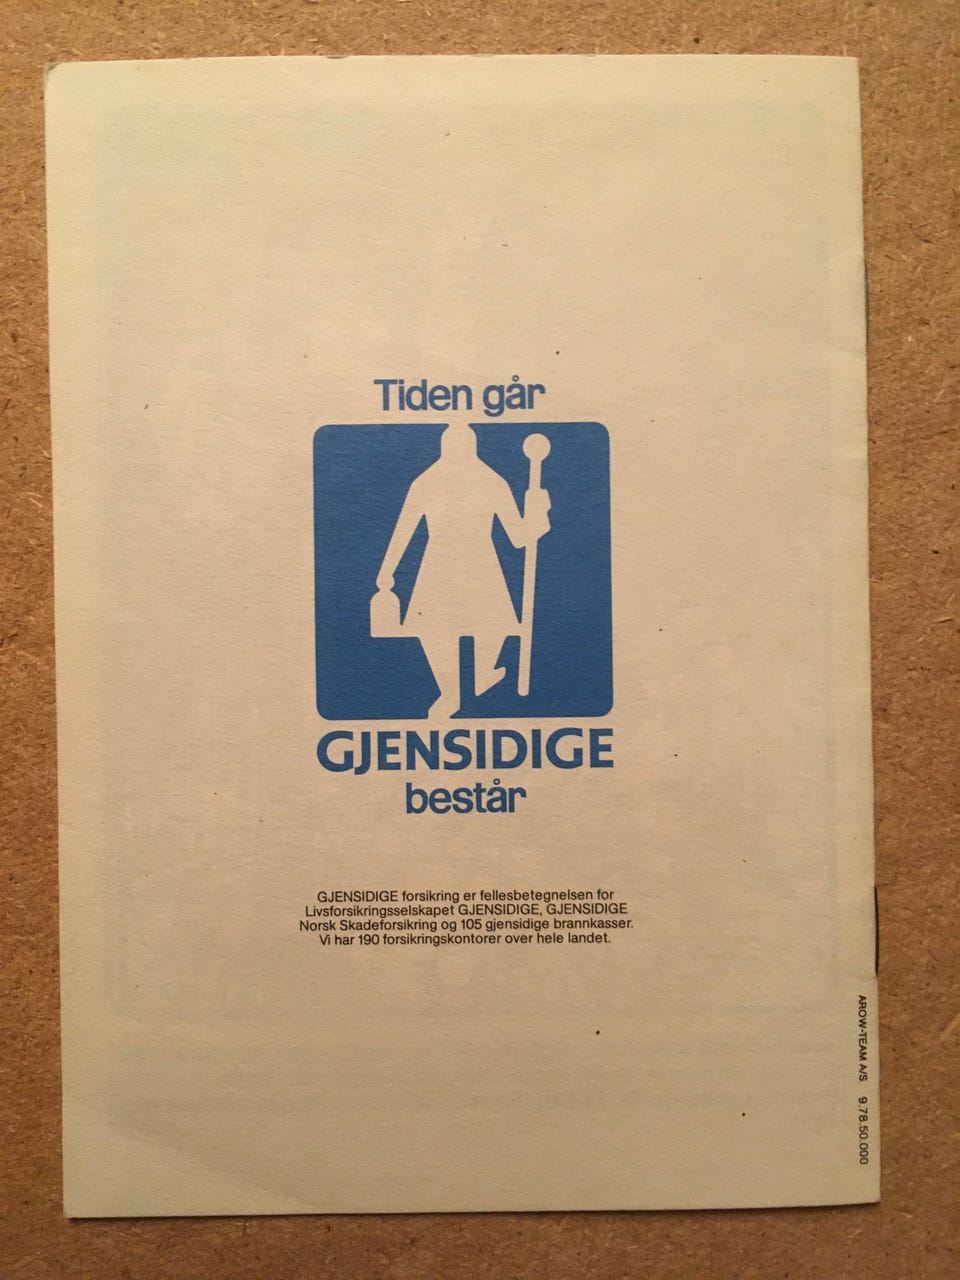 Tiden går
GJENSIDIGE
består
GJENSIDIGE forsikring er fellesbetegnelsen for
Livsforsikringsselskapet GJENSIDIGE, GJENSIDIGE
Norsk Skadeforsikring og 105 gjensidige brannkasser.
Vi har 190 forsikringskontorer over hele landet.
AROW-TEAM A/S 9.78.50.000